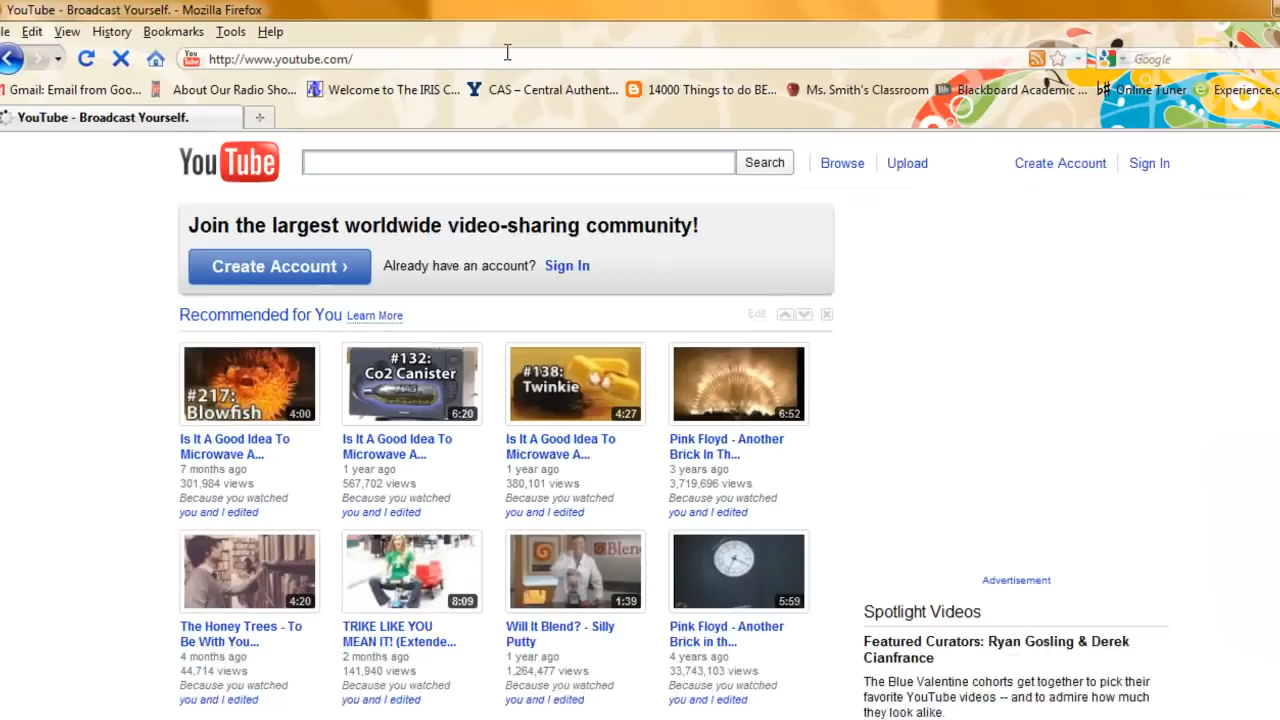 YouTube - Broadcast Yourself. - Mozilla Firefox
le Edit View History Bookmarks Tools Help
You Tube http://www.youtube.com/ Google
Gmail: Email from Goo... About Our Radio Sho... Welcome to The IRIS C... Y CAS – Central Authent... 14000 Things to do BE... Ms. Smith's Classroom Bb Blackboard Academic ... Online Tuner Experience.c
YouTube - Broadcast Yourself.
YouTube Search Browse Upload Create Account Sign In
Join the largest worldwide video-sharing community!
Create Account › Already have an account? Sign In
Recommended for You Learn More Edit
#217: Blowfish 4:00
#132: Co2 Canister 6:20
#138: Twinkie 4:27
6:52
Is It A Good Idea To Microwave A...
7 months ago
301,984 views
Because you watched
you and I edited
Is It A Good Idea To Microwave A...
1 year ago
567,702 views
Because you watched
you and I edited
Is It A Good Idea To Microwave A...
1 year ago
380,101 views
Because you watched
you and I edited
Pink Floyd - Another Brick In Th...
3 years ago
3,719,696 views
Because you watched
you and I edited
4:20
8:09
Blen 1:39
5:59
The Honey Trees - To Be With You...
4 months ago
44,714 views
Because you watched
you and I edited
TRIKE LIKE YOU MEAN IT! (Extende...
2 months ago
141,940 views
Because you watched
you and I edited
Will It Blend? - Silly Putty
1 year ago
1,264,477 views
Because you watched
you and I edited
Pink Floyd - Another Brick in th...
4 years ago
33,743,103 views
Because you watched
you and I edited
Advertisement
Spotlight Videos
Featured Curators: Ryan Gosling & Derek
Cianfrance
The Blue Valentine cohorts get together to pick their
favorite YouTube videos -- and to admire how much
they look alike.